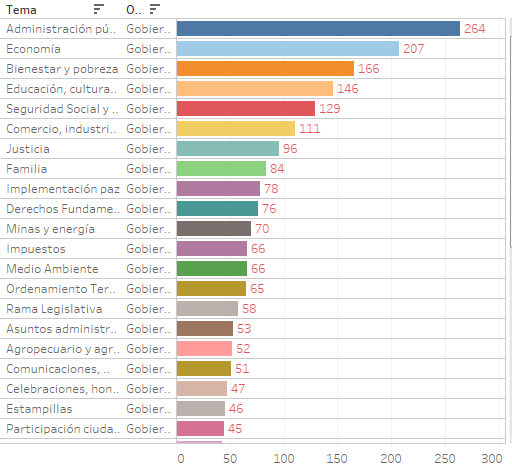 Tema O..
Administración pú.. Gobier.. 264
Economía Gobier.. 207
Bienestar y pobreza Gobier.. 166
Educación, cultura.. Gobier.. 146
Seguridad Social y .. Gobier.. 129
Comercio, industri.. Gobier.. 111
Justicia Gobier.. 96
Familia Gobier.. 84
Implementación paz Gobier.. 78
Derechos Fundame.. Gobier.. 76
Minas y energía Gobier.. 70
Impuestos Gobier.. 66
Medio Ambiente Gobier.. 66
Ordenamiento Ter.. Gobier.. 65
Rama Legislativa Gobier.. 58
Asuntos administr.. Gobier.. 53
Agropecuario y agr.. Gobier.. 52
Comunicaciones, .. Gobier.. 51
Celebraciones, hon.. Gobier.. 47
Estampillas Gobier.. 46
Participación ciuda.. Gobier.. 45
0 50 100 150 200 250 300